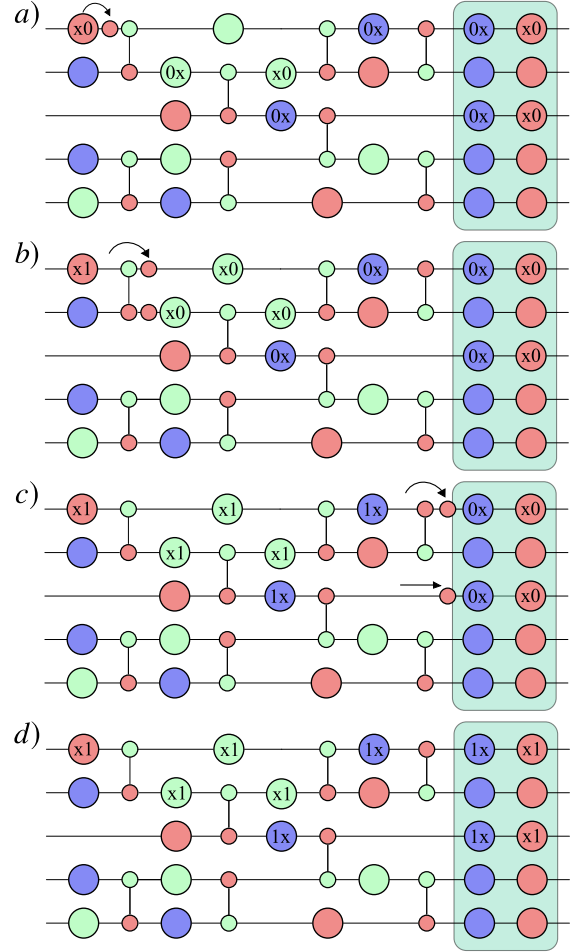 a)
x0 0x 0x x0
0x x0
0x 0x x0
b)
x1 x0 0x 0x x0
x0 x0
0x 0x x0
c)
x1 x1 1x 0x x0
x1 x1
1x 0x x0
d)
x1 x1 1x 1x x1
x1 x1
1x 1x x1